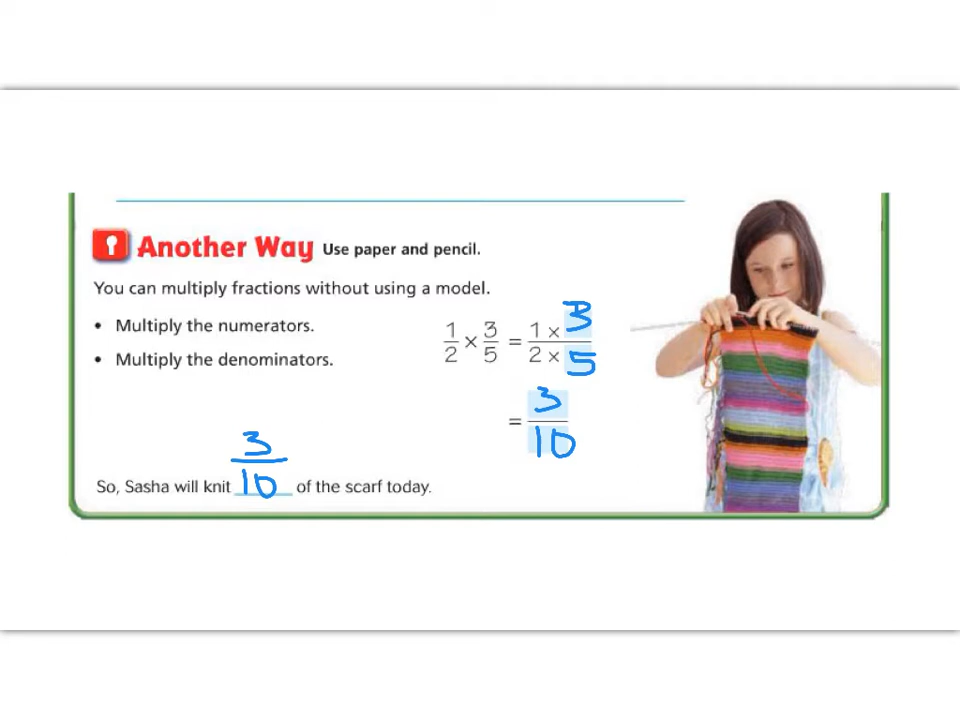 Another Way Use paper and pencil.
You can multiply fractions without using a model.
• Multiply the numerators.
• Multiply the denominators.
1/2 × 3/5 = 1 × 3/2 × 5
= 3/10
So, Sasha will knit 3/10 of the scarf today.